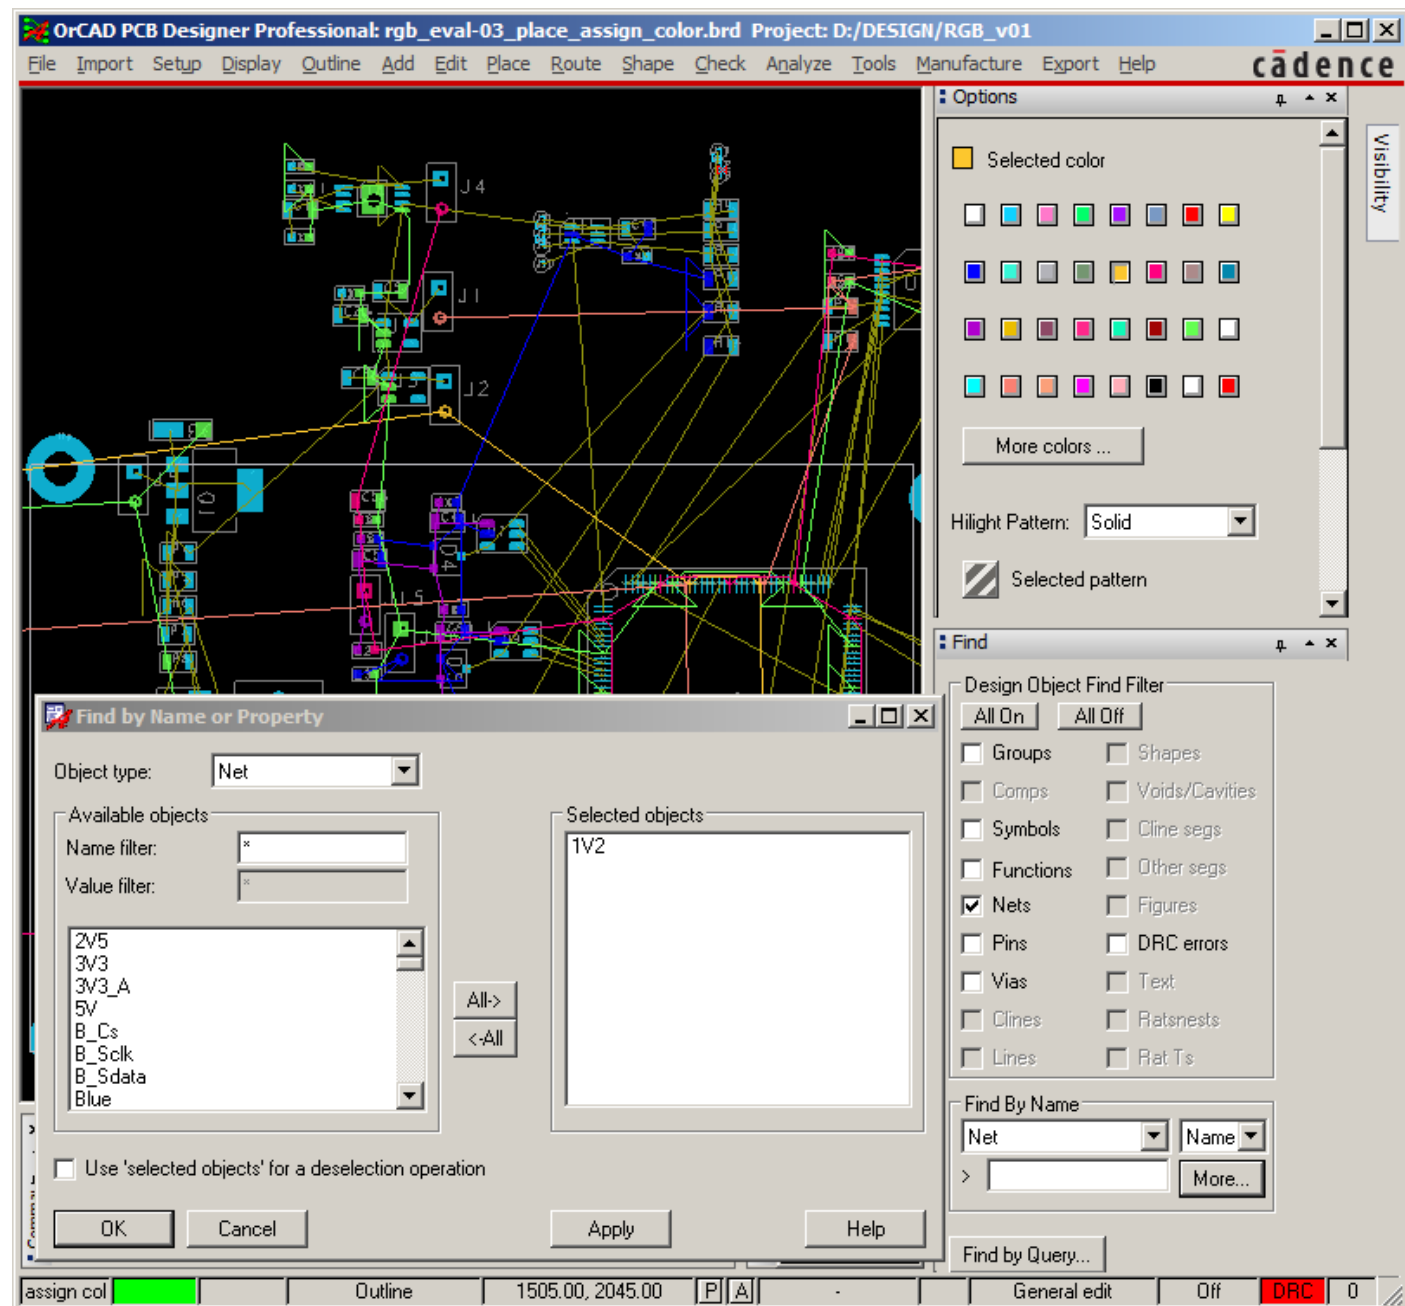 OrCAD PCB Designer Professional: rgb_eval-03_place_assign_color.brd Project: D:/DESIGN/RGB_v01
File Import Setup Display Outline Add Edit Place Route Shape Check Analyze Tools Manufacture Export Help
cādence
Options
Visibility
Selected color
J4
J1
J2
More colors ...
Hilight Pattern: Solid
Selected pattern
Find
Design Object Find Filter
All On All Off
Groups Shapes
Comps Voids/Cavities
Symbols Cline segs
Functions Other segs
Nets Figures
Pins DRC errors
Vias Text
Clines Ratsnests
Lines Rat Ts
Find By Name
Net Name
> More...
Find by Query...
Find by Name or Property
Object type: Net
Available objects
Name filter: *
Value filter: *
2V5
3V3
3V3_A
5V
B_Cs
B_Sclk
B_Sdata
Blue
All->
<-All
Selected objects
1V2
Use 'selected objects' for a deselection operation
OK Cancel Apply Help
assign col Outline 1505.00, 2045.00 P A - General edit Off DRC 0